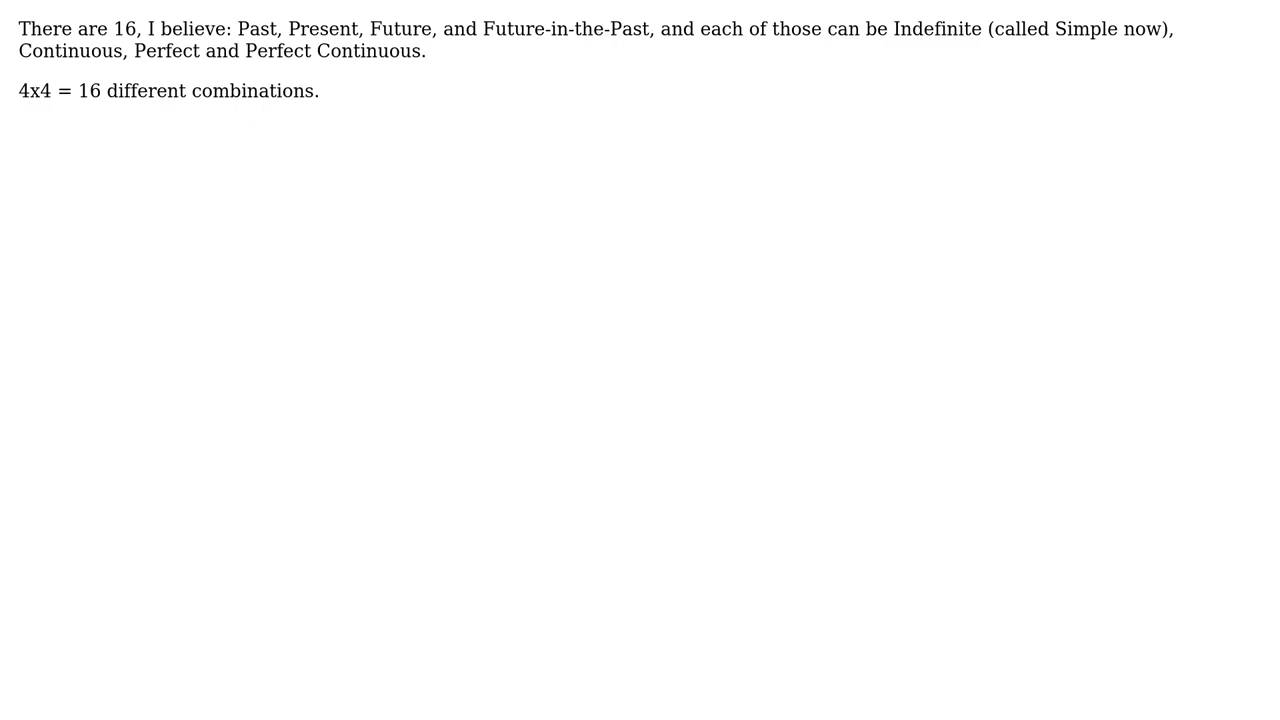 There are 16, I believe: Past, Present, Future, and Future-in-the-Past, and each of those can be Indefinite (called Simple now),
Continuous, Perfect and Perfect Continuous.
4x4 = 16 different combinations.